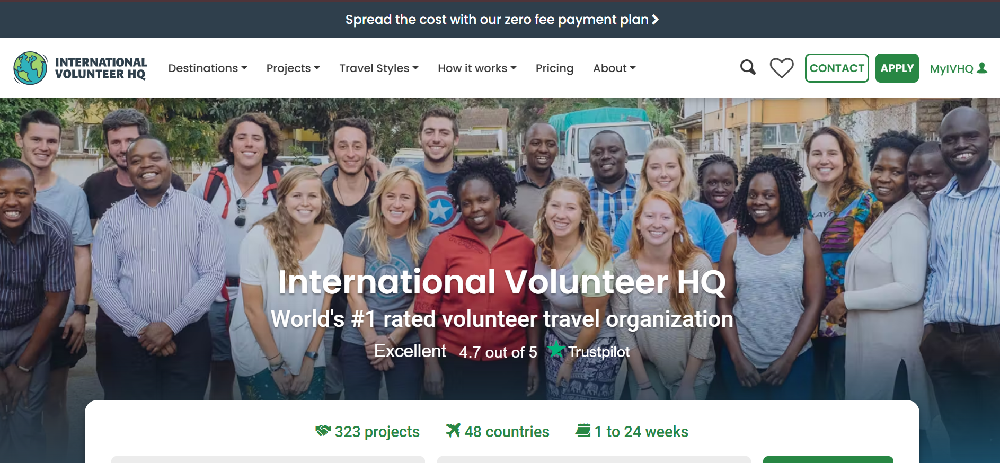 Spread the cost with our zero fee payment plan
INTERNATIONAL
VOLUNTEER HQ
Destinations
Projects
Travel Styles
How it works
Pricing
About
CONTACT
APPLY
MyIVHQ
KAY
International Volunteer HQ
World's #1 rated volunteer travel organization
Excellent 4.7 out of 5 Trustpilot
323 projects
48 countries
1 to 24 weeks